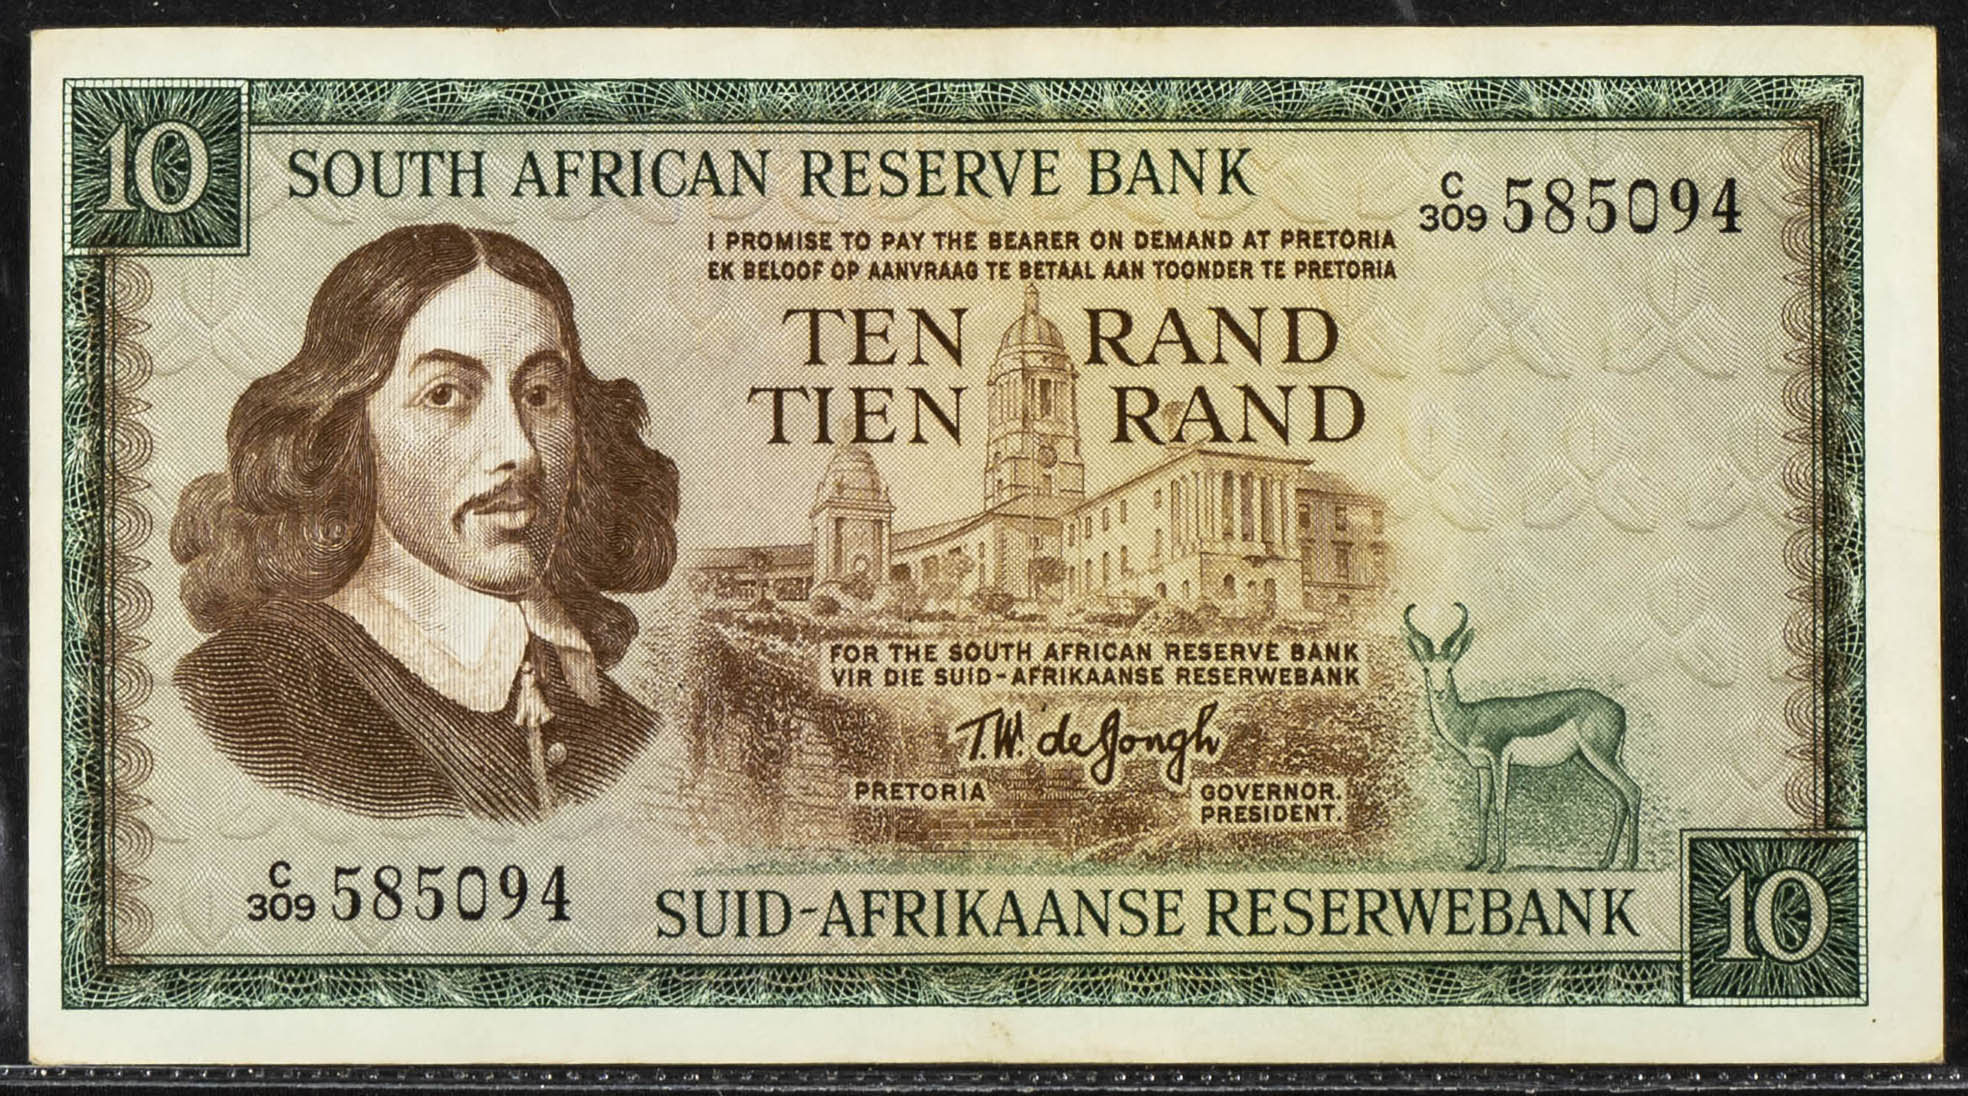 10
SOUTH AFRICAN RESERVE BANK
C/309 585094
I PROMISE TO PAY THE BEARER ON DEMAND AT PRETORIA
EK BELOOF OP AANVRAAG TE BETAAL AAN TOONDER TE PRETORIA
TEN RAND
TIEN RAND
FOR THE SOUTH AFRICAN RESERVE BANK
VIR DIE SUID-AFRIKAANSE RESERWEBANK
T.W. de Jongh
PRETORIA
GOVERNOR.
PRESIDENT.
C/309 585094
SUID-AFRIKAANSE RESERWEBANK
10